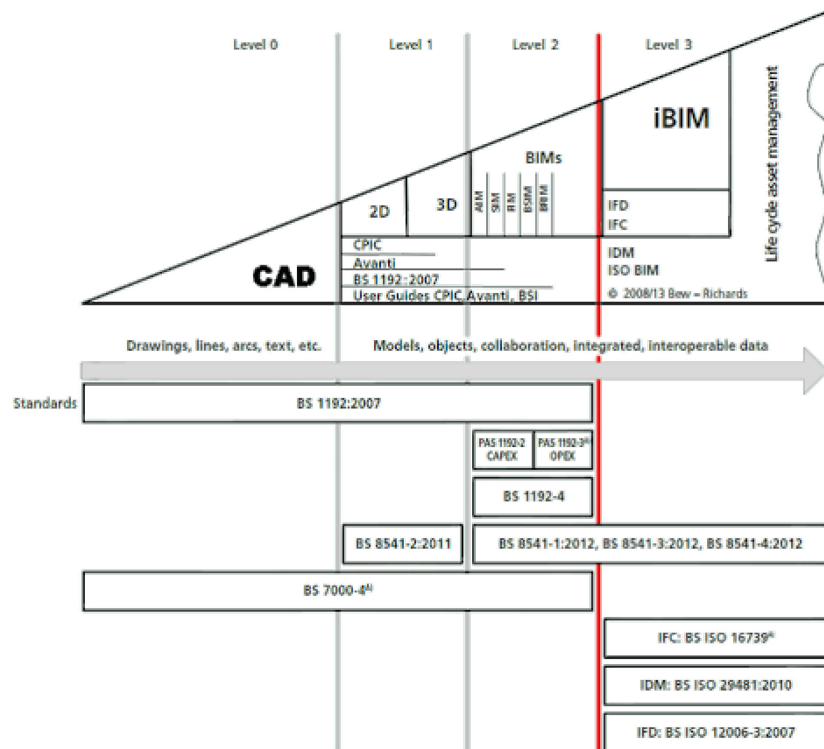 Level 0
Level 1
Level 2
Level 3
iBIM
BIMs
2D
3D
AIM
SIM
FIM
BSIM
BRIM
IFD
IFC
Life cycle asset management
CAD
CPIC
Avanti
BS 1192:2007
User Guides CPIC,Avanti, BSI
IDM
ISO BIM
© 2008/13 Bew – Richards
Drawings, lines, arcs, text, etc.
Models, objects, collaboration, integrated, interoperable data
Standards
BS 1192:2007
PAS 1192-2
CAPEX
PAS 1192-3A)
OPEX
BS 1192-4
BS 8541-2:2011
BS 8541-1:2012, BS 8541-3:2012, BS 8541-4:2012
BS 7000-4A)
IFC: BS ISO 16739A)
IDM: BS ISO 29481:2010
IFD: BS ISO 12006-3:2007